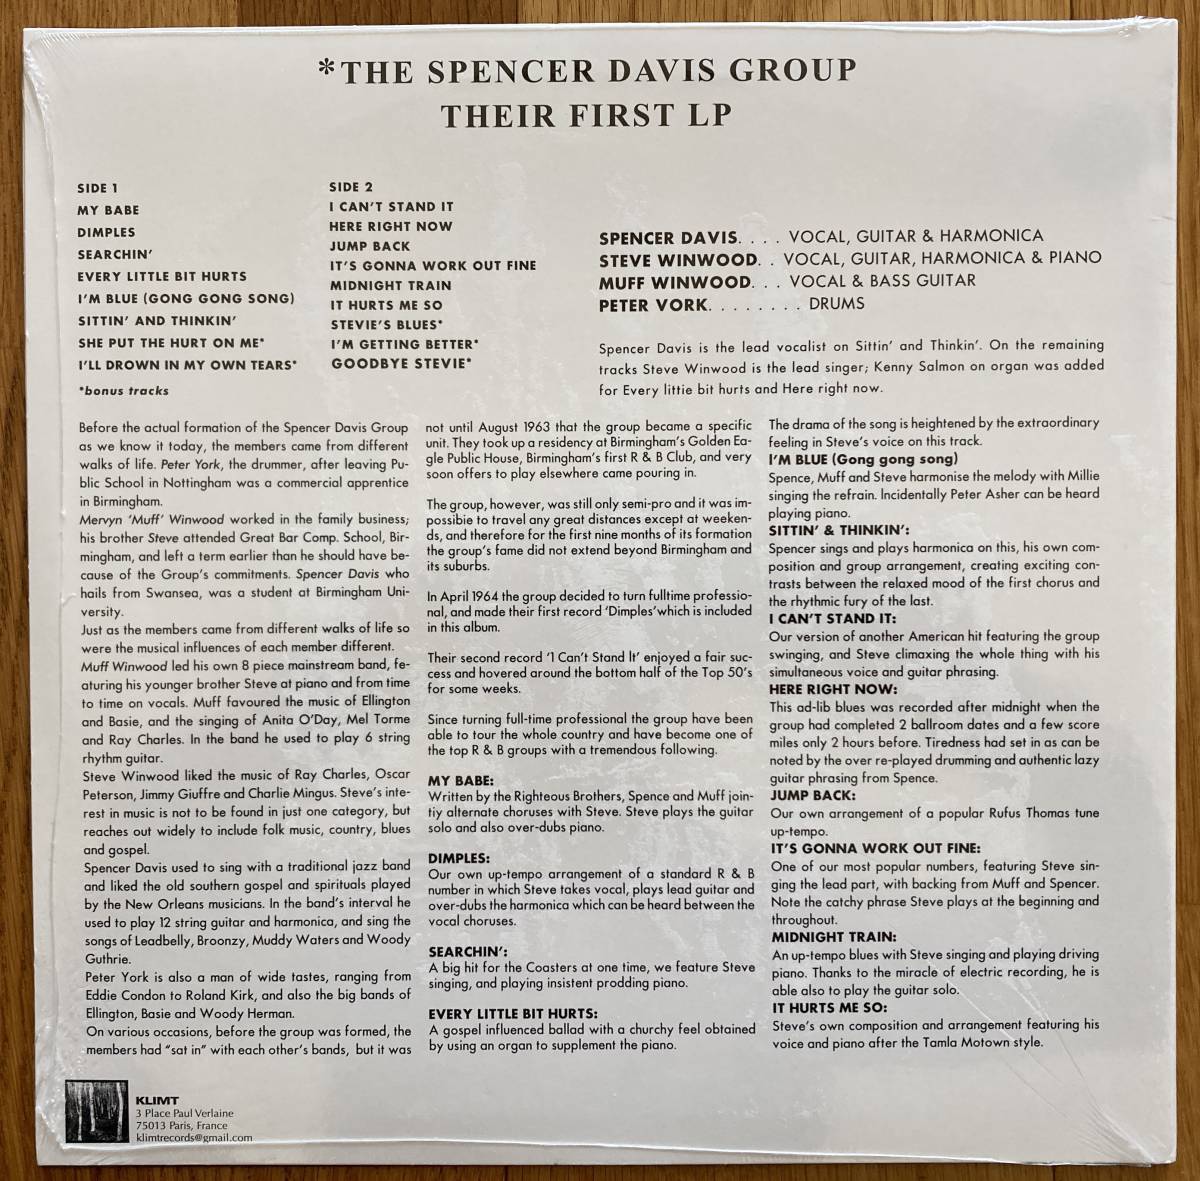 *THE SPENCER DAVIS GROUP
THEIR FIRST LP
SIDE 1
MY BABE
DIMPLES
SEARCHIN'
EVERY LITTLE BIT HURTS
I'M BLUE (GONG GONG SONG)
SITTIN' AND THINKIN'
SHE PUT THE HURT ON ME*
I'LL DROWN IN MY OWN TEARS*
*bonus tracks
SIDE 2
I CAN'T STAND IT
HERE RIGHT NOW
JUMP BACK
IT'S GONNA WORK OUT FINE
MIDNIGHT TRAIN
IT HURTS ME SO
STEVIE'S BLUES*
I'M GETTING BETTER*
GOODBYE STEVIE*
SPENCER DAVIS. . . . VOCAL, GUITAR & HARMONICA
STEVE WINWOOD. . VOCAL, GUITAR, HARMONICA & PIANO
MUFF WINWOOD. . . VOCAL & BASS GUITAR
PETER VORK. . . . . . . . DRUMS
Spencer Davis is the lead vocalist on Sittin' and Thinkin'. On the remaining
tracks Steve Winwood is the lead singer; Kenny Salmon on organ was added
for Every littie bit hurts and Here right now.
Before the actual formation of the Spencer Davis Group
as we know it today, the members came from different
walks of life. Peter York, the drummer, after leaving Pu-
blic School in Nottingham was a commercial apprentice
in Birmingham.
Mervyn 'Muff' Winwood worked in the family business;
his brother Steve attended Great Bar Comp. School, Bir-
mingham, and left a term earlier than he should have be-
cause of the Group's commitments. Spencer Davis who
hails from Swansea, was a student at Birmingham Uni-
versity.
Just as the members came from different walks of life so
were the musical influences of each member different.
Muff Winwood led his own 8 piece mainstream band, fe-
aturing his younger brother Steve at piano and from time
to time on vocals. Muff favoured the music of Ellington
and Basie, and the singing of Anita O'Day, Mel Torme
and Ray Charles. In the band he used to play 6 string
rhythm guitar.
Steve Winwood liked the music of Ray Charles, Oscar
Peterson, Jimmy Giuffre and Charlie Mingus. Steve's inte-
rest in music is not to be found in just one category, but
reaches out widely to include folk music, country, blues
and gospel.
Spencer Davis used to sing with a traditional jazz band
and liked the old southern gospel and spirituals played
by the New Orleans musicians. In the band's interval he
used to play 12 string guitar and harmonica, and sing the
songs of Leadbelly, Broonzy, Muddy Waters and Woody
Guthrie.
Peter York is also a man of wide tastes, ranging from
Eddie Condon to Roland Kirk, and also the big bands of
Ellington, Basie and Woody Herman.
On various occasions, before the group was formed, the
members had "sat in" with each other's bands, but it was
not until August 1963 that the group became a specific
unit. They took up a residency at Birmingham's Golden Ea-
gle Public House, Birmingham's first R & B Club, and very
soon offers to play elsewhere came pouring in.
The group, however, was still only semi-pro and it was im-
possibie to travel any great distances except at weeken-
ds, and therefore for the first nine months of its formation
the group's fame did not extend beyond Birmingham and
its suburbs.
In April 1964 the group decided to turn fulltime professio-
nal, and made their first record 'Dimples'which is included
in this album.
Their second record '1 Can't Stand It' enjoyed a fair suc-
cess and hovered around the bottom half of the Top 50's
for some weeks.
Since turning full-time professional the group have been
able to tour the whole country and have become one of
the top R & B groups with a tremendous following.
MY BABE:
Written by the Righteous Brothers, Spence and Muff join-
tiy alternate choruses with Steve. Steve plays the guitar
solo and also over-dubs piano.
DIMPLES:
Our own up-tempo arrangement of a standard R & B
number in which Steve takes vocal, plays lead guitar and
over-dubs the harmonica which can be heard between the
vocal choruses.
SEARCHIN':
A big hit for the Coasters at one time, we feature Steve
singing, and playing insistent prodding piano.
EVERY LITTLE BIT HURTS:
A gospel influenced ballad with a churchy feel obtained
by using an organ to supplement the piano.
The drama of the song is heightened by the extraordinary
feeling in Steve's voice on this track.
I'M BLUE (Gong gong song)
Spence, Muff and Steve harmonise the melody with Millie
singing the refrain. Incidentally Peter Asher can be heard
playing piano.
SITTIN' & THINKIN':
Spencer sings and plays harmonica on this, his own com-
position and group arrangement, creating exciting con-
trasts between the relaxed mood of the first chorus and
the rhythmic fury of the last.
I CAN'T STAND IT:
Our version of another American hit featuring the group
swinging, and Steve climaxing the whole thing with his
simultaneous voice and guitar phrasing.
HERE RIGHT NOW:
This ad-lib blues was recorded after midnight when the
group had completed 2 ballroom dates and a few score
miles only 2 hours before. Tiredness had set in as can be
noted by the over re-played drumming and authentic lazy
guitar phrasing from Spence.
JUMP BACK:
Our own arrangement of a popular Rufus Thomas tune
up-tempo.
IT'S GONNA WORK OUT FINE:
One of our most popular numbers, featuring Steve sin-
ging the lead part, with backing from Muff and Spencer.
Note the catchy phrase Steve plays at the beginning and
throughout.
MIDNIGHT TRAIN:
An up-tempo blues with Steve singing and playing driving
piano. Thanks to the miracle of electric recording, he is
able also to play the guitar solo.
IT HURTS ME SO:
Steve's own composition and arrangement featuring his
voice and piano after the Tamla Motown style.
KLIMT
3 Place Paul Verlaine
75013 Paris, France
klimtrecords@gmail.com